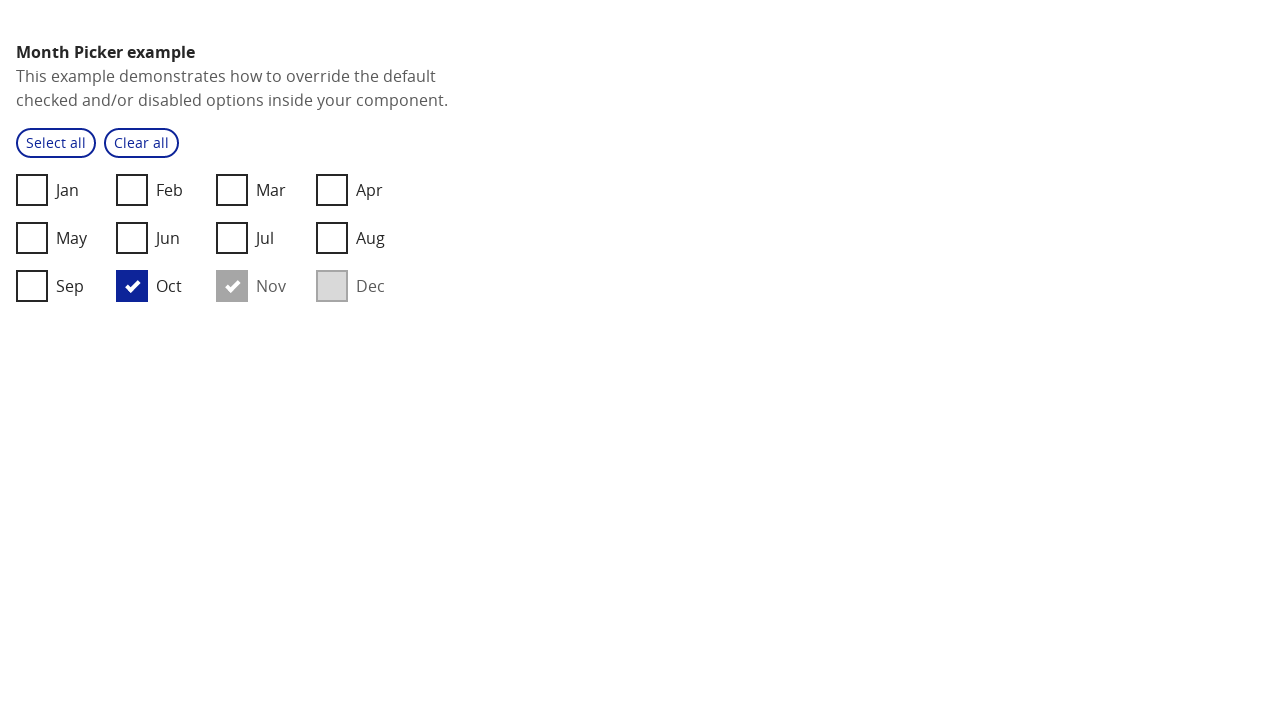 Month Picker example
This example demonstrates how to override the default
checked and/or disabled options inside your component.
Select all Clear all
Jan Feb Mar Apr
May Jun Jul Aug
Sep Oct Nov Dec